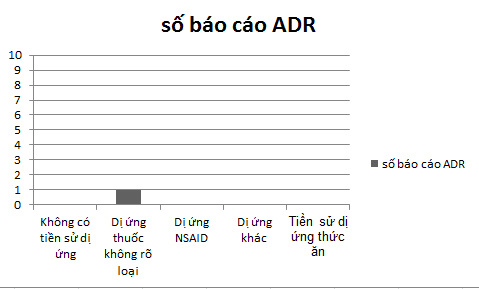 số báo cáo ADR
10
9
8
7
6
5
4
3
2
1
0
Không có
tiền sử dị
ứng
Dị ứng
thuốc
không rõ
loại
Dị ứng
NSAID
Dị ứng
khác
Tiền sử dị
ứng thức
ăn
số báo cáo ADR